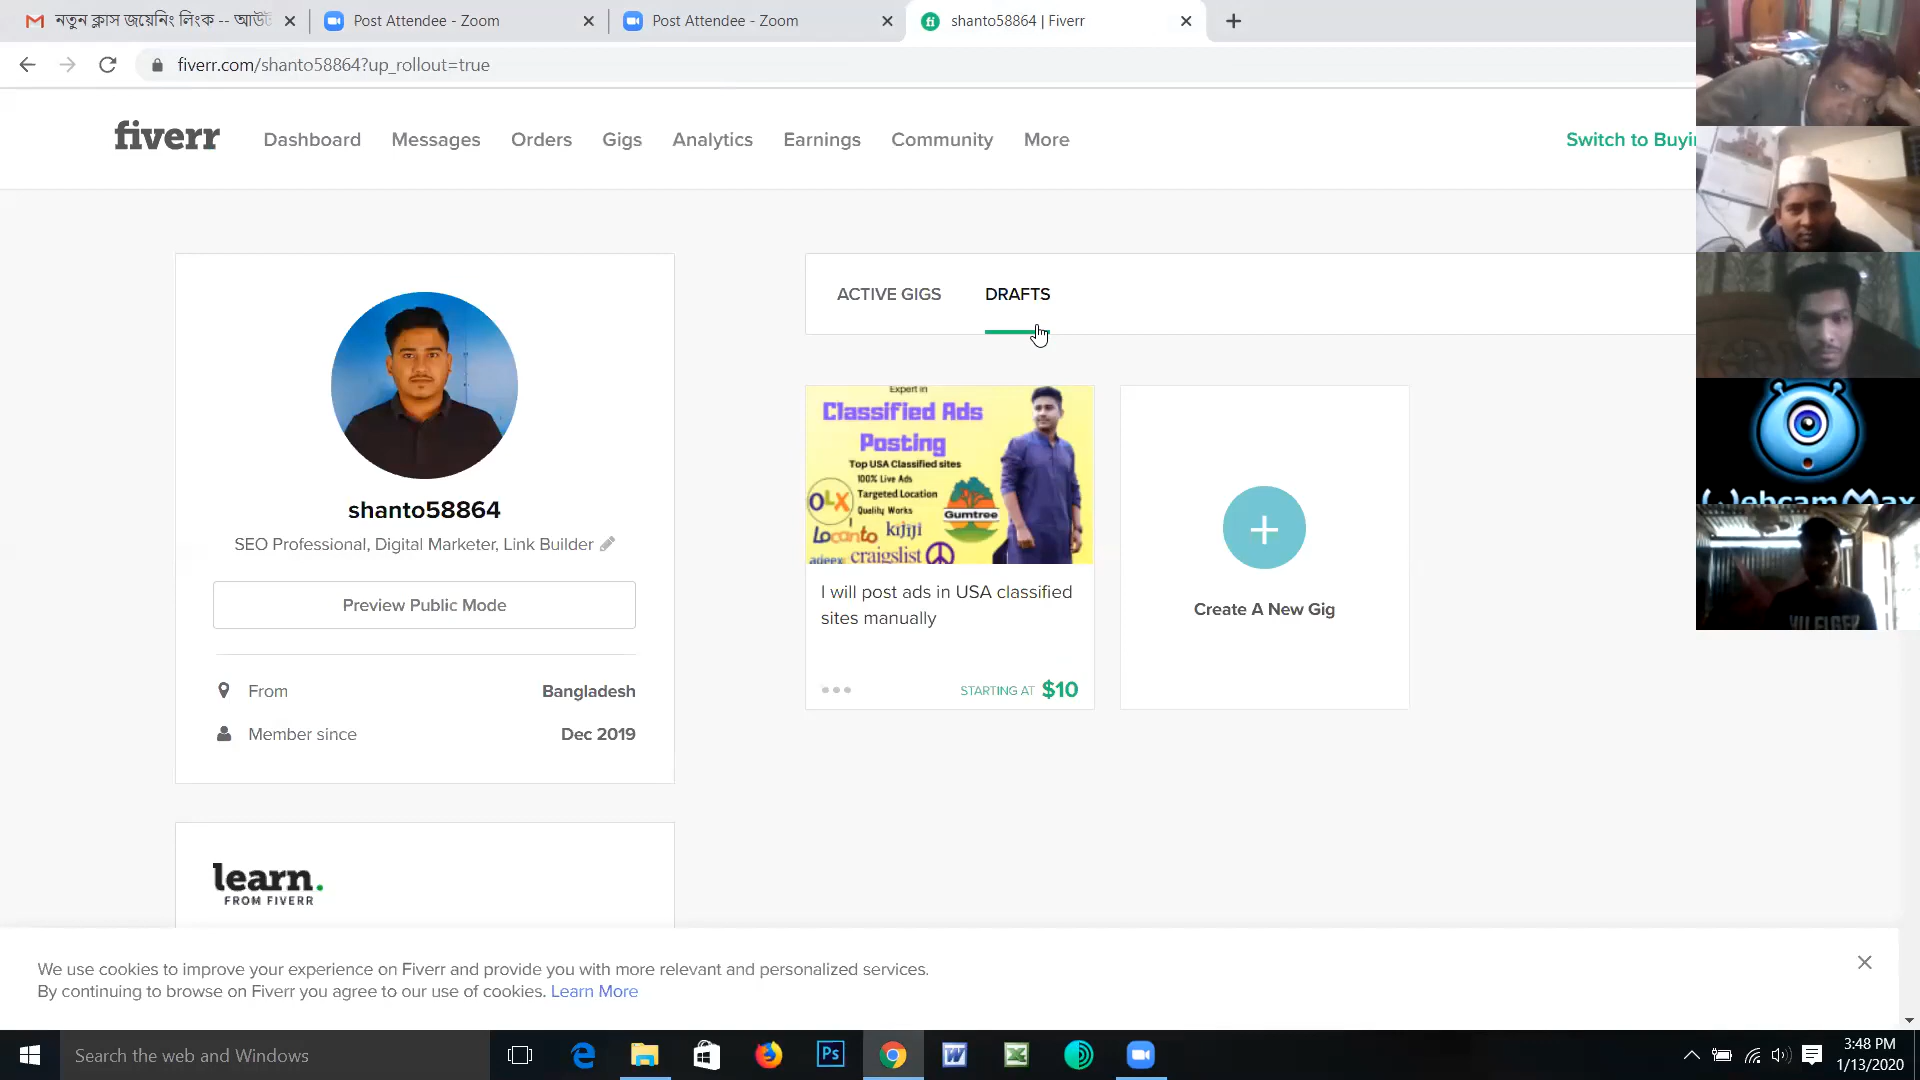 নতুন ক্লাস জয়েনিং লিংক -- আউট
Post Attendee - Zoom
Post Attendee - Zoom
shanto58864 | Fiverr
fiverr.com/shanto58864?up_rollout=true
fiverr
Dashboard
Messages
Orders
Gigs
Analytics
Earnings
Community
More
Switch to Buyin
ACTIVE GIGS
DRAFTS
shanto58864
SEO Professional, Digital Marketer, Link Builder
Preview Public Mode
From Bangladesh
Member since Dec 2019
Expert in
Classified Ads
Posting
Top USA Classified sites
100% Live Ads
Targeted Location
Quality Works
OLX
Gumtree
Locanto
kijiji
adeex
craigslist
I will post ads in USA classified
sites manually
STARTING AT $10
Create A New Gig
WebcamMax
learn.
FROM FIVERR
We use cookies to improve your experience on Fiverr and provide you with more relevant and personalized services.
By continuing to browse on Fiverr you agree to our use of cookies. Learn More
Search the web and Windows
Ps
3:48 PM
1/13/2020